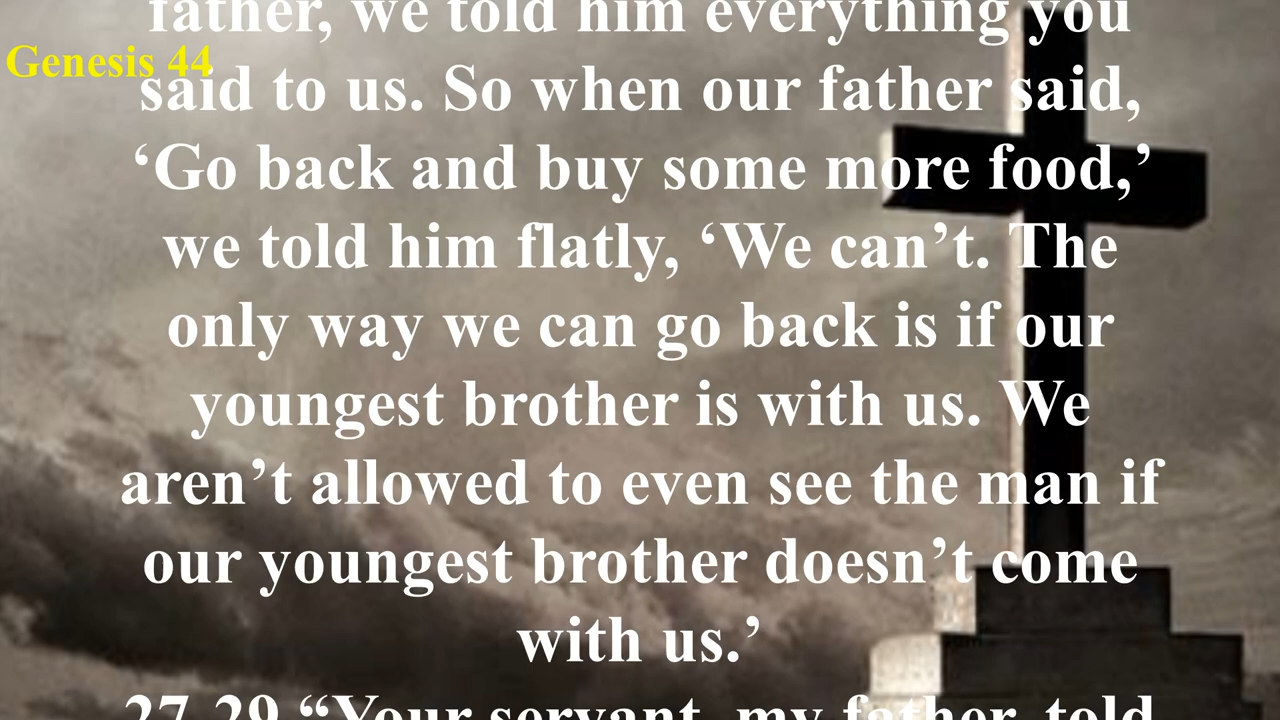 father, we told him everything you
Genesis 44
said to us. So when our father said,
‘Go back and buy some more food,’
we told him flatly, ‘We can’t. The
only way we can go back is if our
youngest brother is with us. We
aren’t allowed to even see the man if
our youngest brother doesn’t come
with us.’
27-29 “Your servant, my father, told